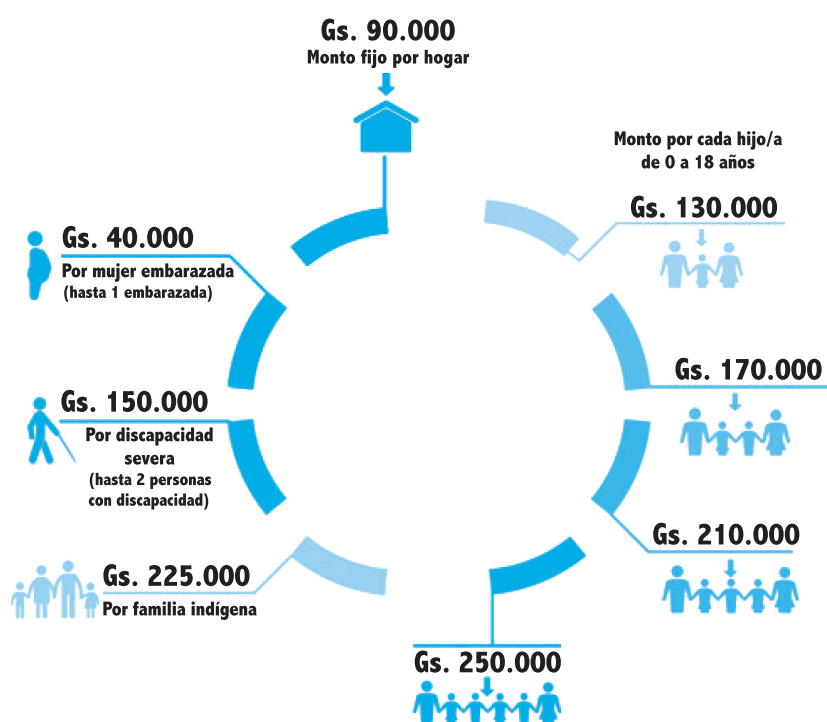 Gs. 90.000
Monto fijo por hogar
Monto por cada hijo/a
de 0 a 18 años
Gs. 130.000
Gs. 170.000
Gs. 210.000
Gs. 250.000
Gs. 40.000
Por mujer embarazada
(hasta 1 embarazada)
Gs. 150.000
Por discapacidad
severa
(hasta 2 personas
con discapacidad)
Gs. 225.000
Por familia indígena